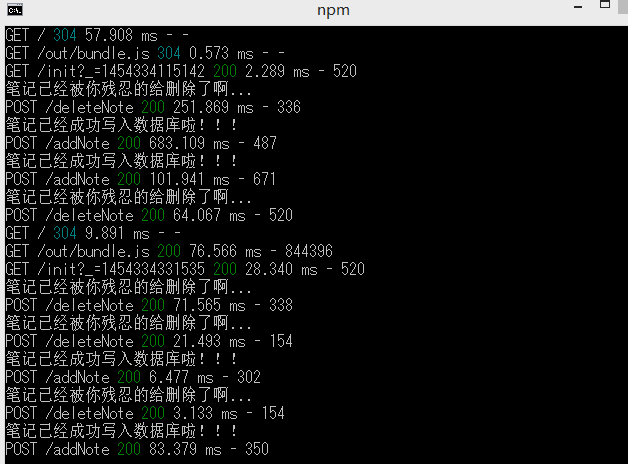 npm
GET / 304 57.908 ms - -
GET /out/bundle.js 304 0.573 ms - -
GET /init?_=1454334115142 200 2.289 ms - 520
笔记已经被你残忍的给删除了啊...
POST /deleteNote 200 251.869 ms - 336
笔记已经成功写入数据库啦！！！
POST /addNote 200 683.109 ms - 487
笔记已经成功写入数据库啦！！！
POST /addNote 200 101.941 ms - 671
笔记已经被你残忍的给删除了啊...
POST /deleteNote 200 64.067 ms - 520
GET / 304 9.891 ms - -
GET /out/bundle.js 200 76.566 ms - 844396
GET /init?_=1454334331535 200 28.340 ms - 520
笔记已经被你残忍的给删除了啊...
POST /deleteNote 200 71.565 ms - 338
笔记已经被你残忍的给删除了啊...
POST /deleteNote 200 21.493 ms - 154
笔记已经成功写入数据库啦！！！
POST /addNote 200 6.477 ms - 302
笔记已经被你残忍的给删除了啊...
POST /deleteNote 200 3.133 ms - 154
笔记已经成功写入数据库啦！！！
POST /addNote 200 83.379 ms - 350